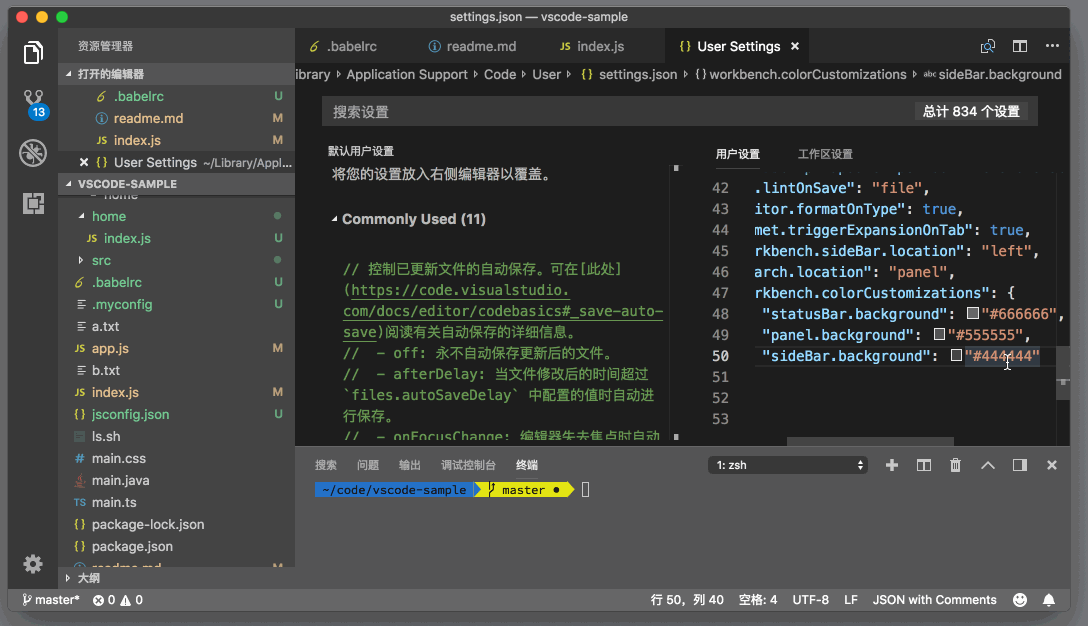 settings.json — vscode-sample
资源管理器
.babelrc
readme.md
JS index.js
{ } User Settings ×
打开的编辑器
ibrary › Application Support › Code › User › { } settings.json › { } workbench.colorCustomizations › abc sideBar.background
.babelrc U
readme.md M
JS index.js M
× { } User Settings ~/Library/Appl...
13
搜索设置
总计 834 个设置
VSCODE-SAMPLE
home
home
JS index.js U
src
.babelrc U
.myconfig U
a.txt
JS app.js M
b.txt
JS index.js M
{ } jsconfig.json U
ls.sh
# main.css
main.java
TS main.ts
{ } package-lock.json
{ } package.json
readme.md M
大纲
默认用户设置
将您的设置放入右侧编辑器以覆盖。
Commonly Used (11)
// 控制已更新文件的自动保存。可在[此处]
(https://code.visualstudio.
com/docs/editor/codebasics#_save-auto-
save)阅读有关自动保存的详细信息。
// - off: 永不自动保存更新后的文件。
// - afterDelay: 当文件修改后的时间超过
`files.autoSaveDelay` 中配置的值时自动进
行保存。
// - onFocusChange: 编辑器失去焦点时自动
用户设置 工作区设置
42 .lintOnSave": "file",
43 itor.formatOnType": true,
44 met.triggerExpansionOnTab": true,
45 rkbench.sideBar.location": "left",
46 arch.location": "panel",
47 rkbench.colorCustomizations": {
48 "statusBar.background": "#666666",
49 "panel.background": "#555555",
50 "sideBar.background": "#444444"
51
52
53
搜索 问题 输出 调试控制台 终端
1: zsh
~/code/vscode-sample master ●
master* 0 0
行 50，列 40 空格: 4 UTF-8 LF JSON with Comments